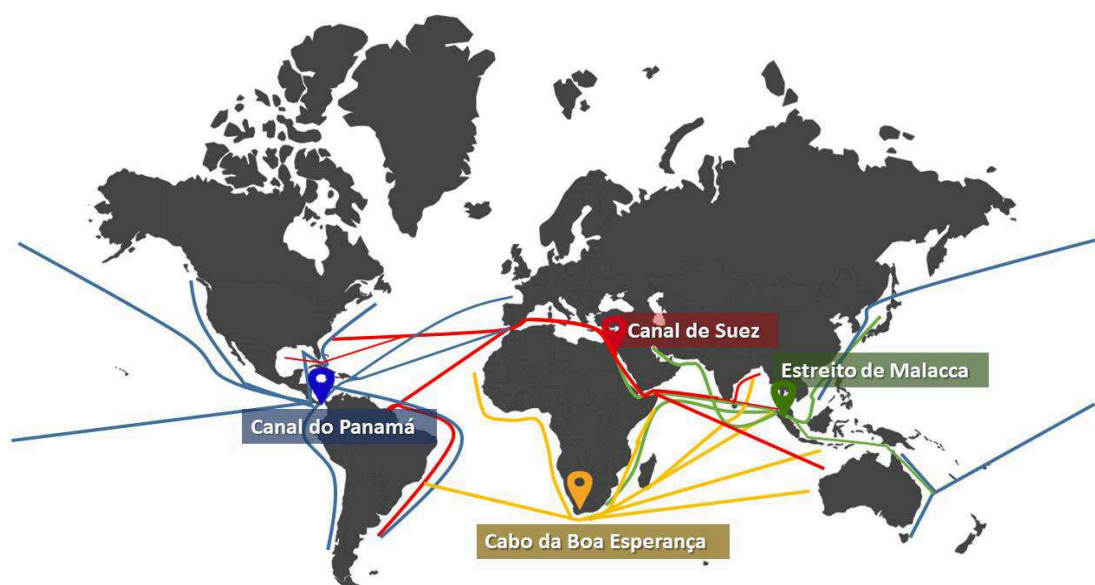 Canal de Suez
Estreito de Malacca
Canal do Panamá
Cabo da Boa Esperança